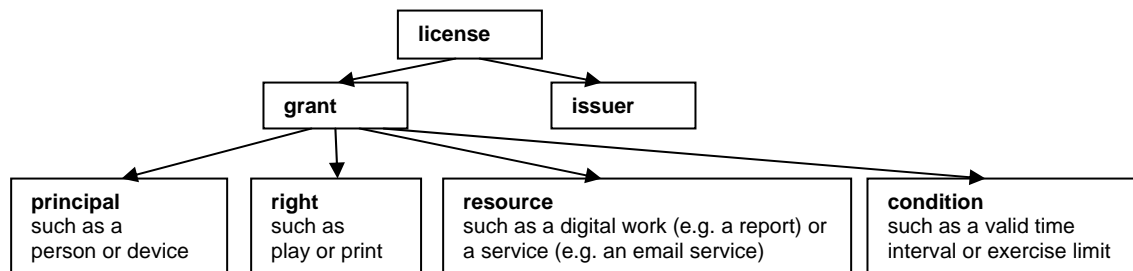 license
grant
issuer
principal
such as a
person or device
right
such as
play or print
resource
such as a digital work (e.g. a report) or
a service (e.g. an email service)
condition
such as a valid time
interval or exercise limit